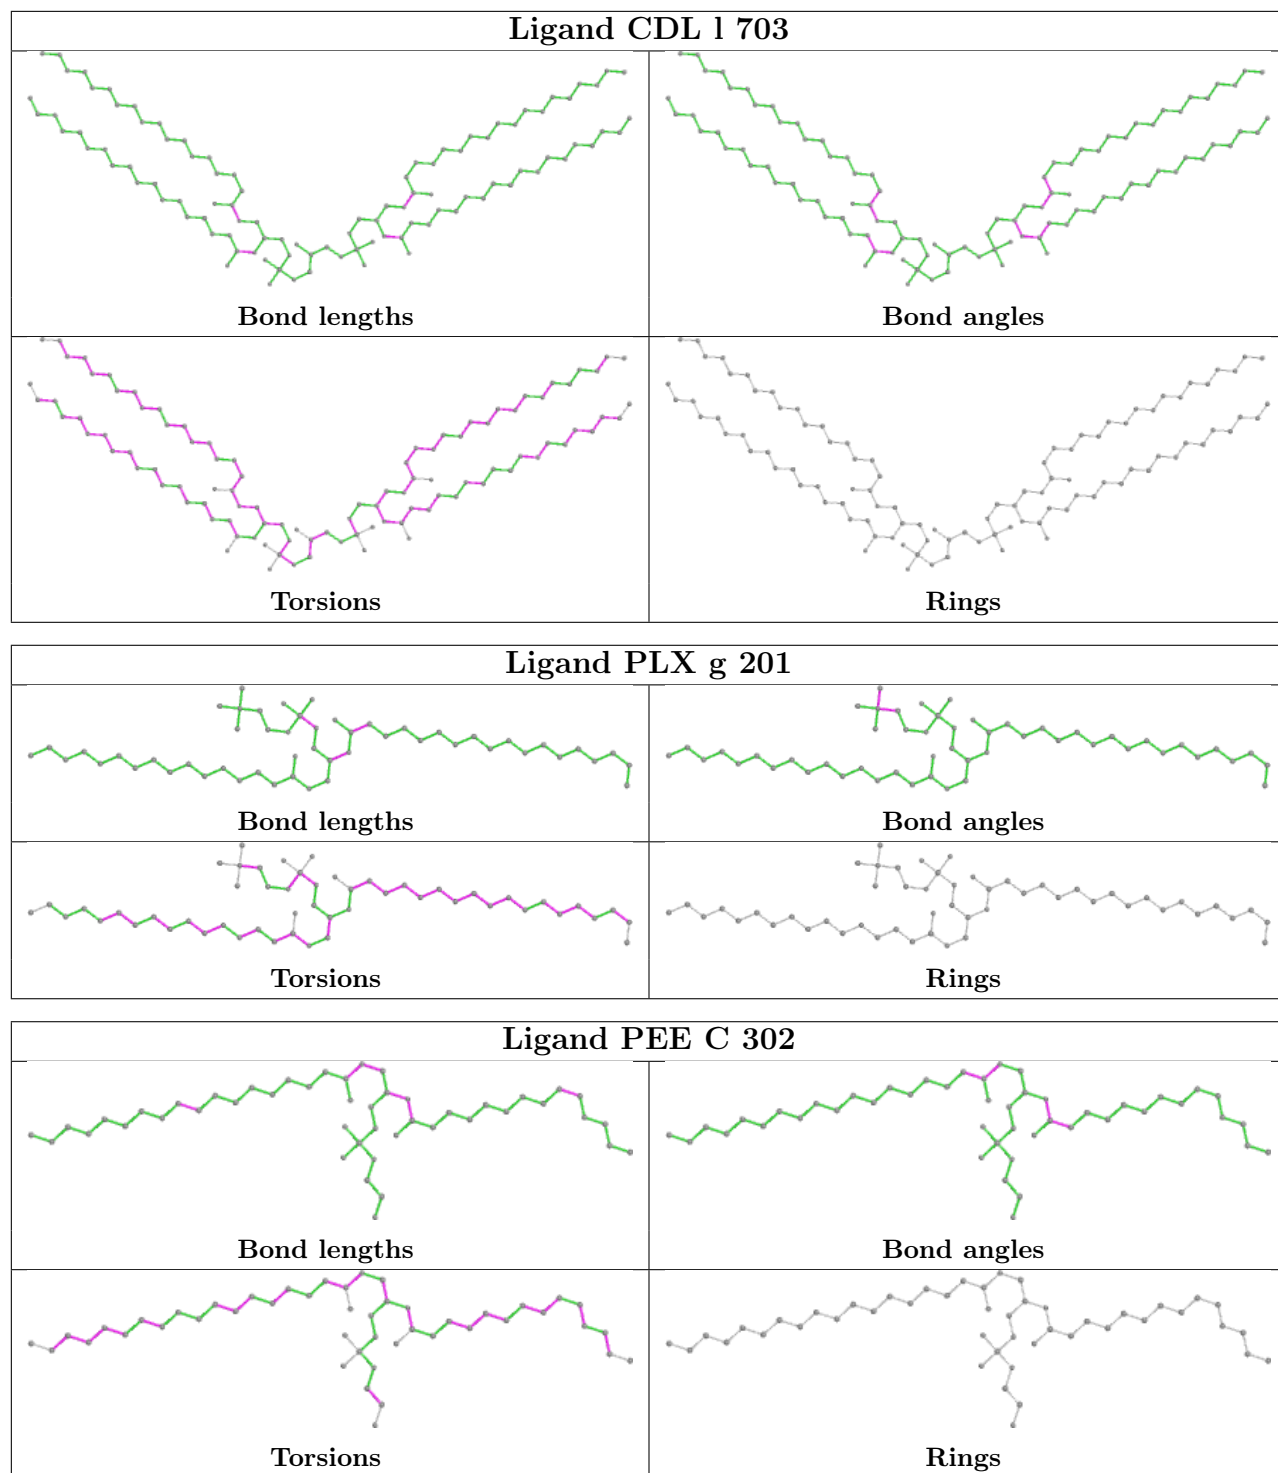 Ligand CDL l 703
Bond lengths
Bond angles
Torsions
Rings
Ligand PLX g 201
Bond lengths
Bond angles
Torsions
Rings
Ligand PEE C 302
Bond lengths
Bond angles
Torsions
Rings